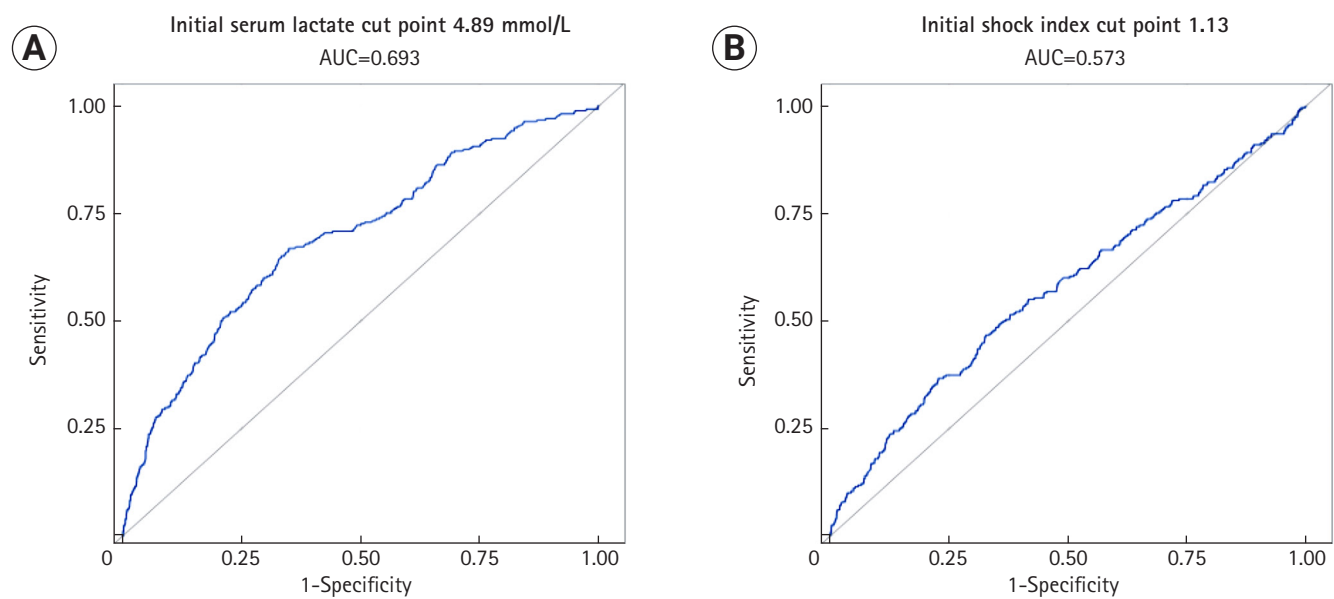 A
Initial serum lactate cut point 4.89 mmol/L
AUC=0.693
1.00
0.75
0.50
0.25
0
0.25
0.50
0.75
1.00
Sensitivity
1-Specificity
B
Initial shock index cut point 1.13
AUC=0.573
1.00
0.75
0.50
0.25
0
0.25
0.50
0.75
1.00
Sensitivity
1-Specificity